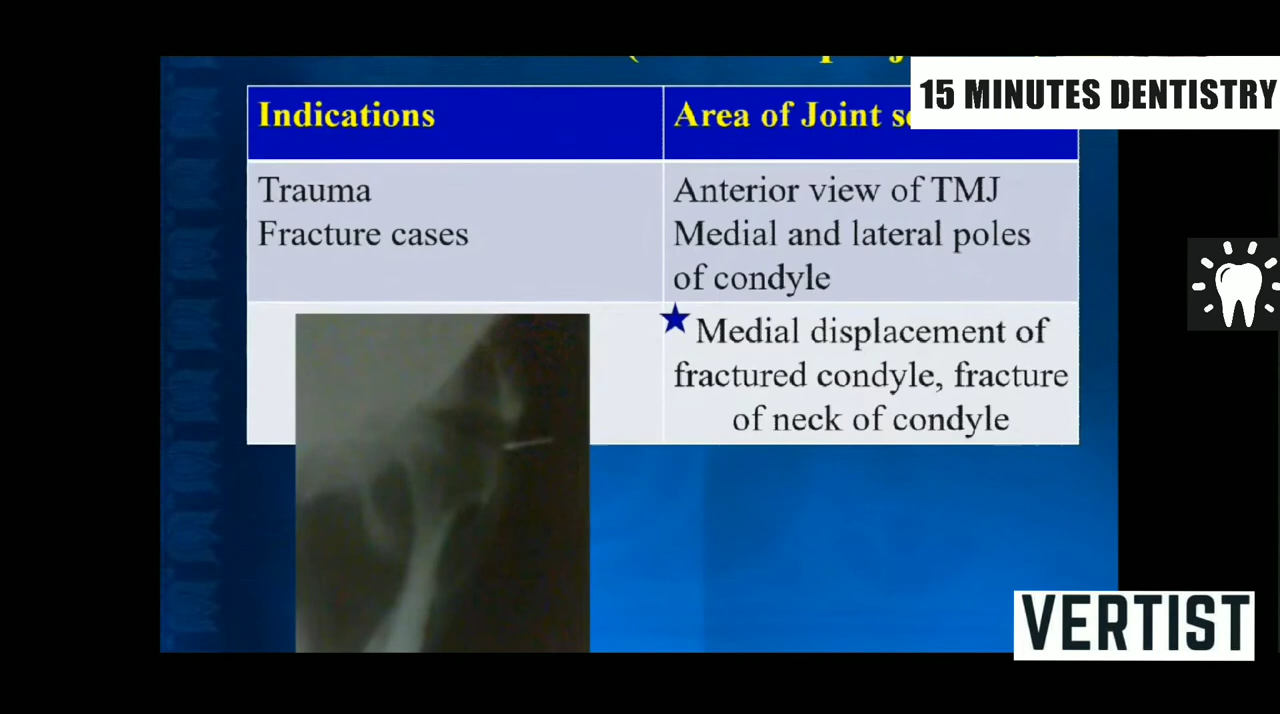 15 MINUTES DENTISTRY
Indications
Area of Joint
Trauma
Fracture cases
Anterior view of TMJ
Medial and lateral poles
of condyle
Medial displacement of
fractured condyle, fracture
of neck of condyle
VERTIST